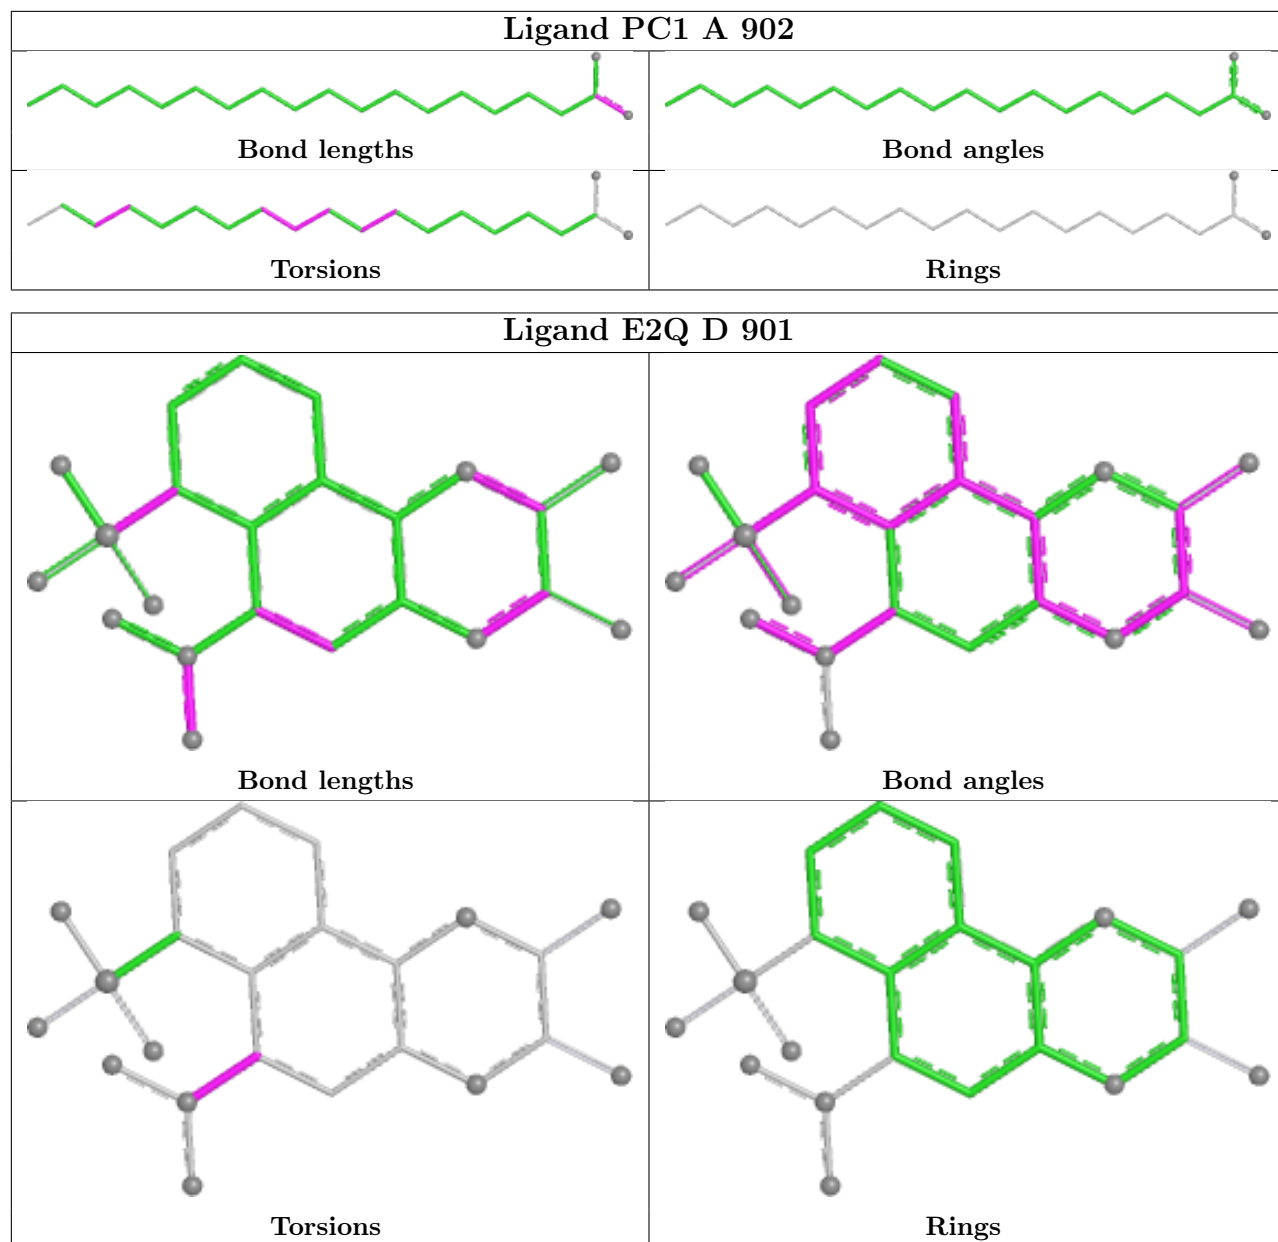 Ligand PC1 A 902
Bond lengths
Bond angles
Torsions
Rings
Ligand E2Q D 901
Bond lengths
Bond angles
Torsions
Rings